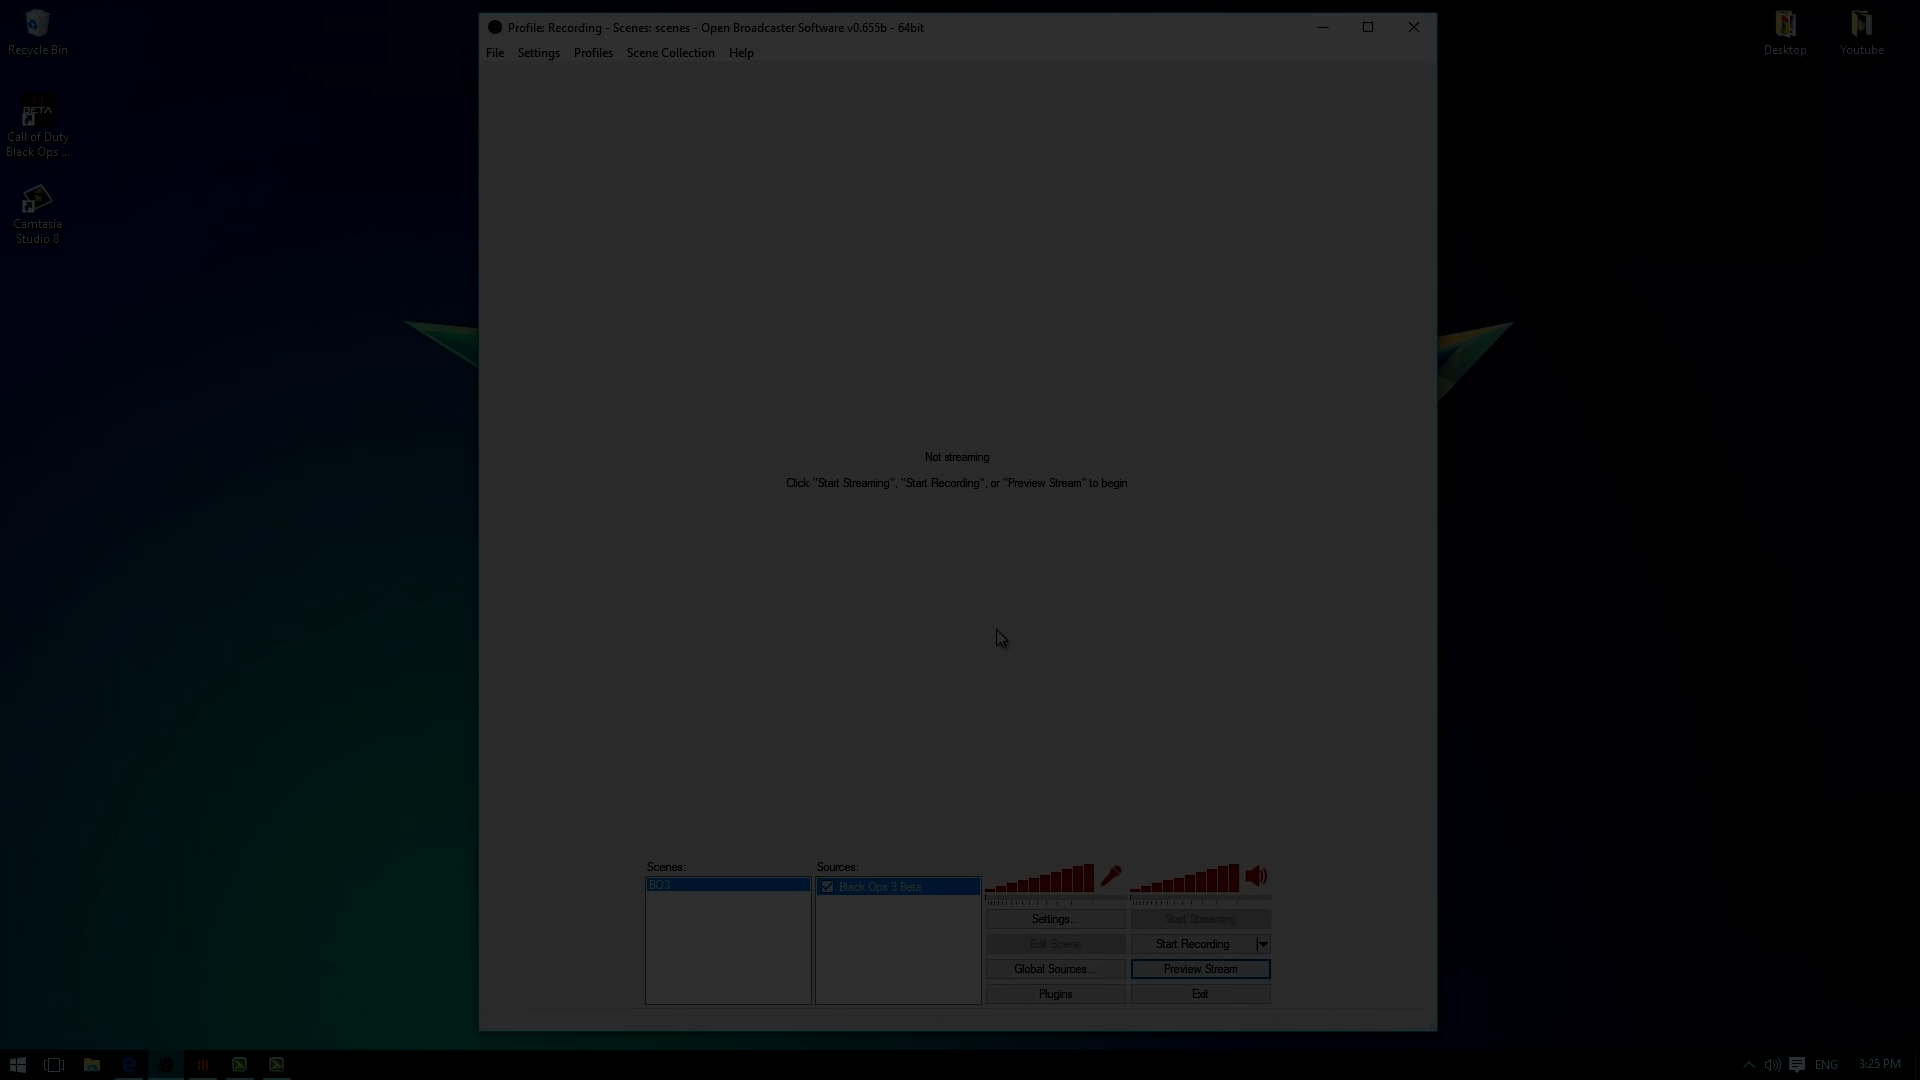 Profile: Recording - Scenes: scenes - Open Broadcaster Software v0.655b - 64bit
File Settings Profiles Scene Collection Help
Recycle Bin
BETA
Call of Duty
Black Ops ...
Camtasia
Studio 8
Desktop
Youtube
Not streaming
Click "Start Streaming", "Start Recording", or "Preview Stream" to begin
Scenes:
BO3
Sources:
Black Ops 3 Beta
Settings...
Start Streaming
Edit Scene
Start Recording
Global Sources...
Preview Stream
Plugins
Exit
ENG
3:25 PM